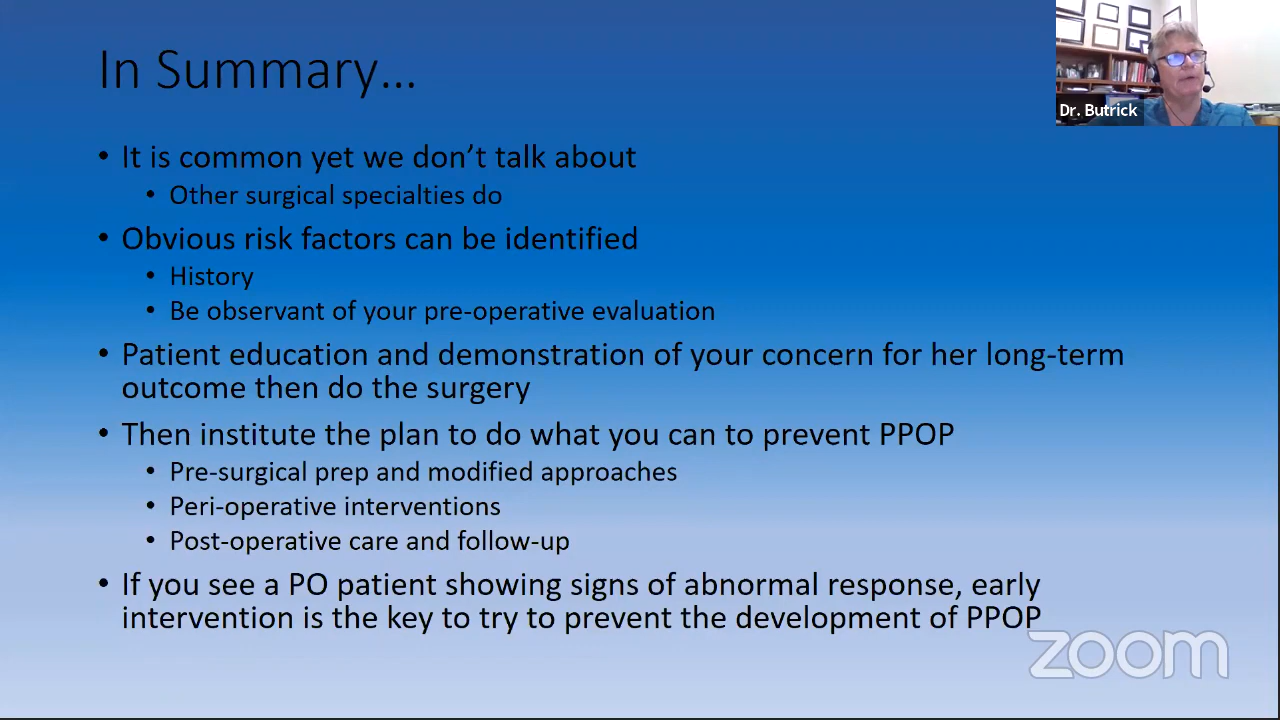 In Summary...
Dr. Butrick
• It is common yet we don't talk about
• Other surgical specialties do
• Obvious risk factors can be identified
• History
• Be observant of your pre-operative evaluation
• Patient education and demonstration of your concern for her long-term
outcome then do the surgery
• Then institute the plan to do what you can to prevent PPOP
• Pre-surgical prep and modified approaches
• Peri-operative interventions
• Post-operative care and follow-up
• If you see a PO patient showing signs of abnormal response, early
intervention is the key to try to prevent the development of PPOP
zoom